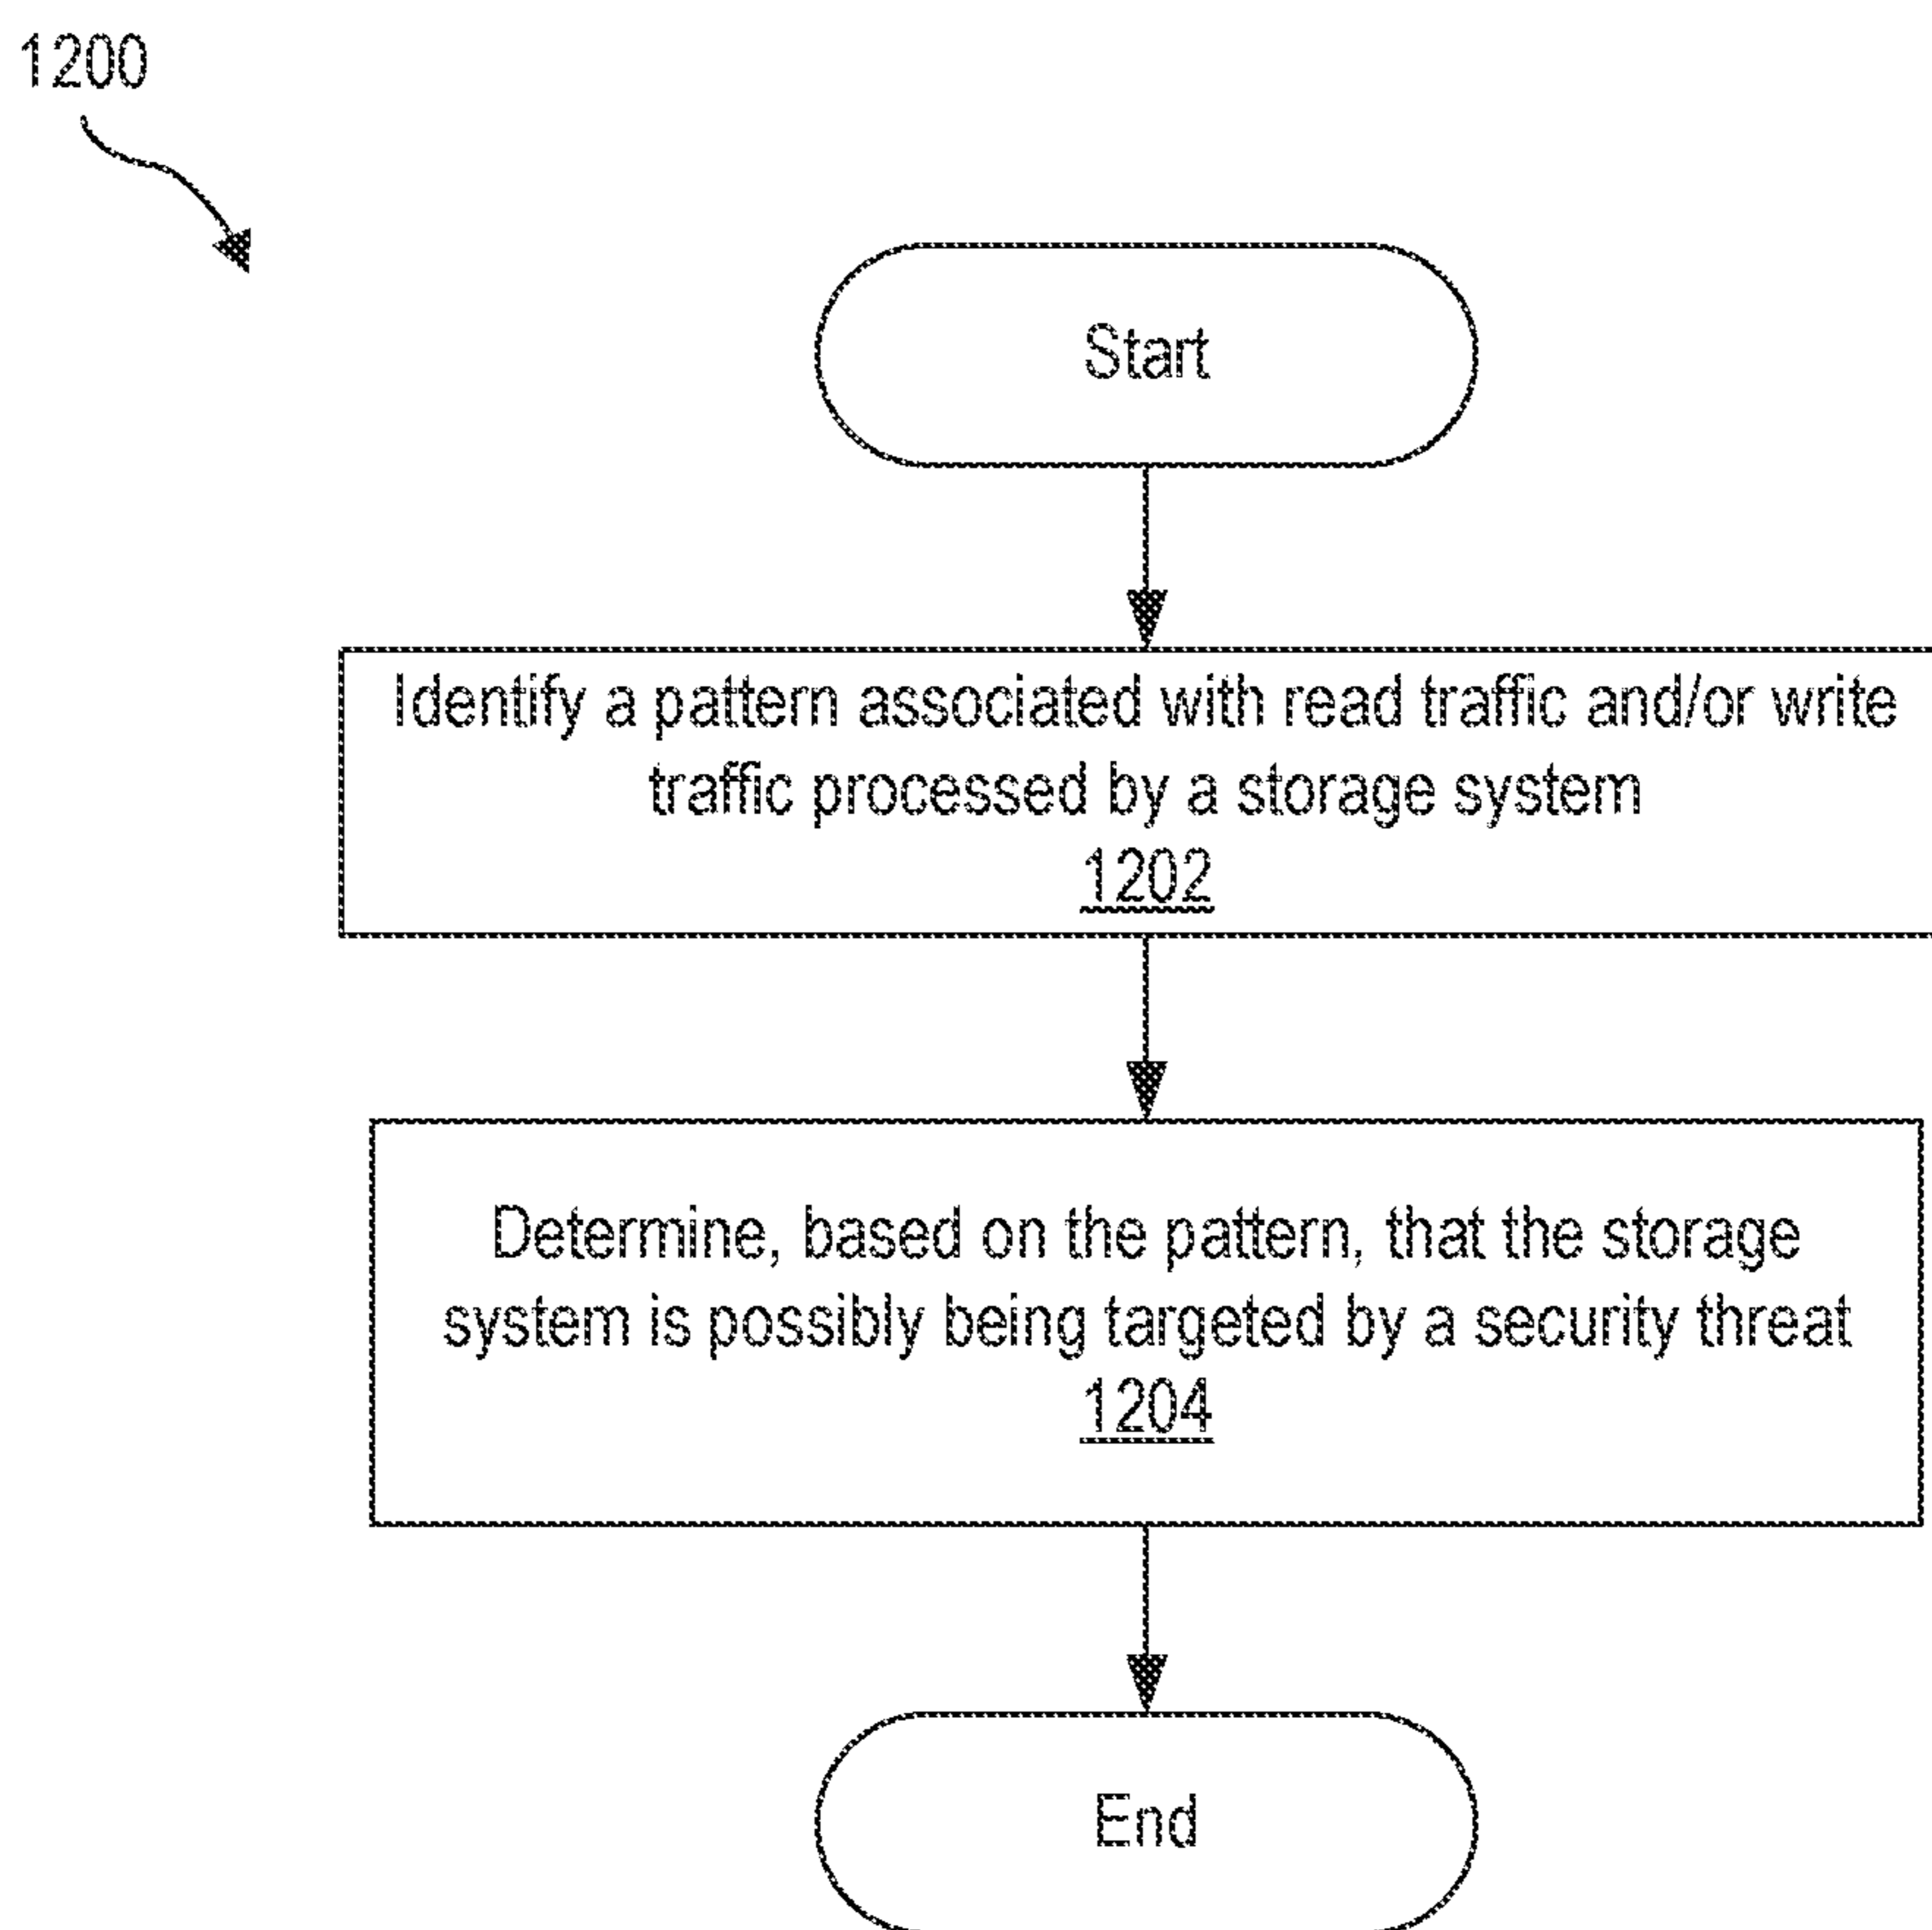 1200
Start
Identify a pattern associated with read traffic and/or write
traffic processed by a storage system
1202
Determine, based on the pattern, that the storage
system is possibly being targeted by a security threat
1204
End